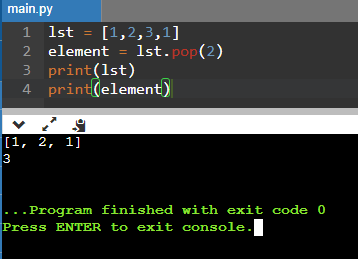 main.py
1 lst = [1,2,3,1]
2 element = lst.pop(2)
3 print(lst)
4 print(element)
[1, 2, 1]
3
...Program finished with exit code 0
Press ENTER to exit console.